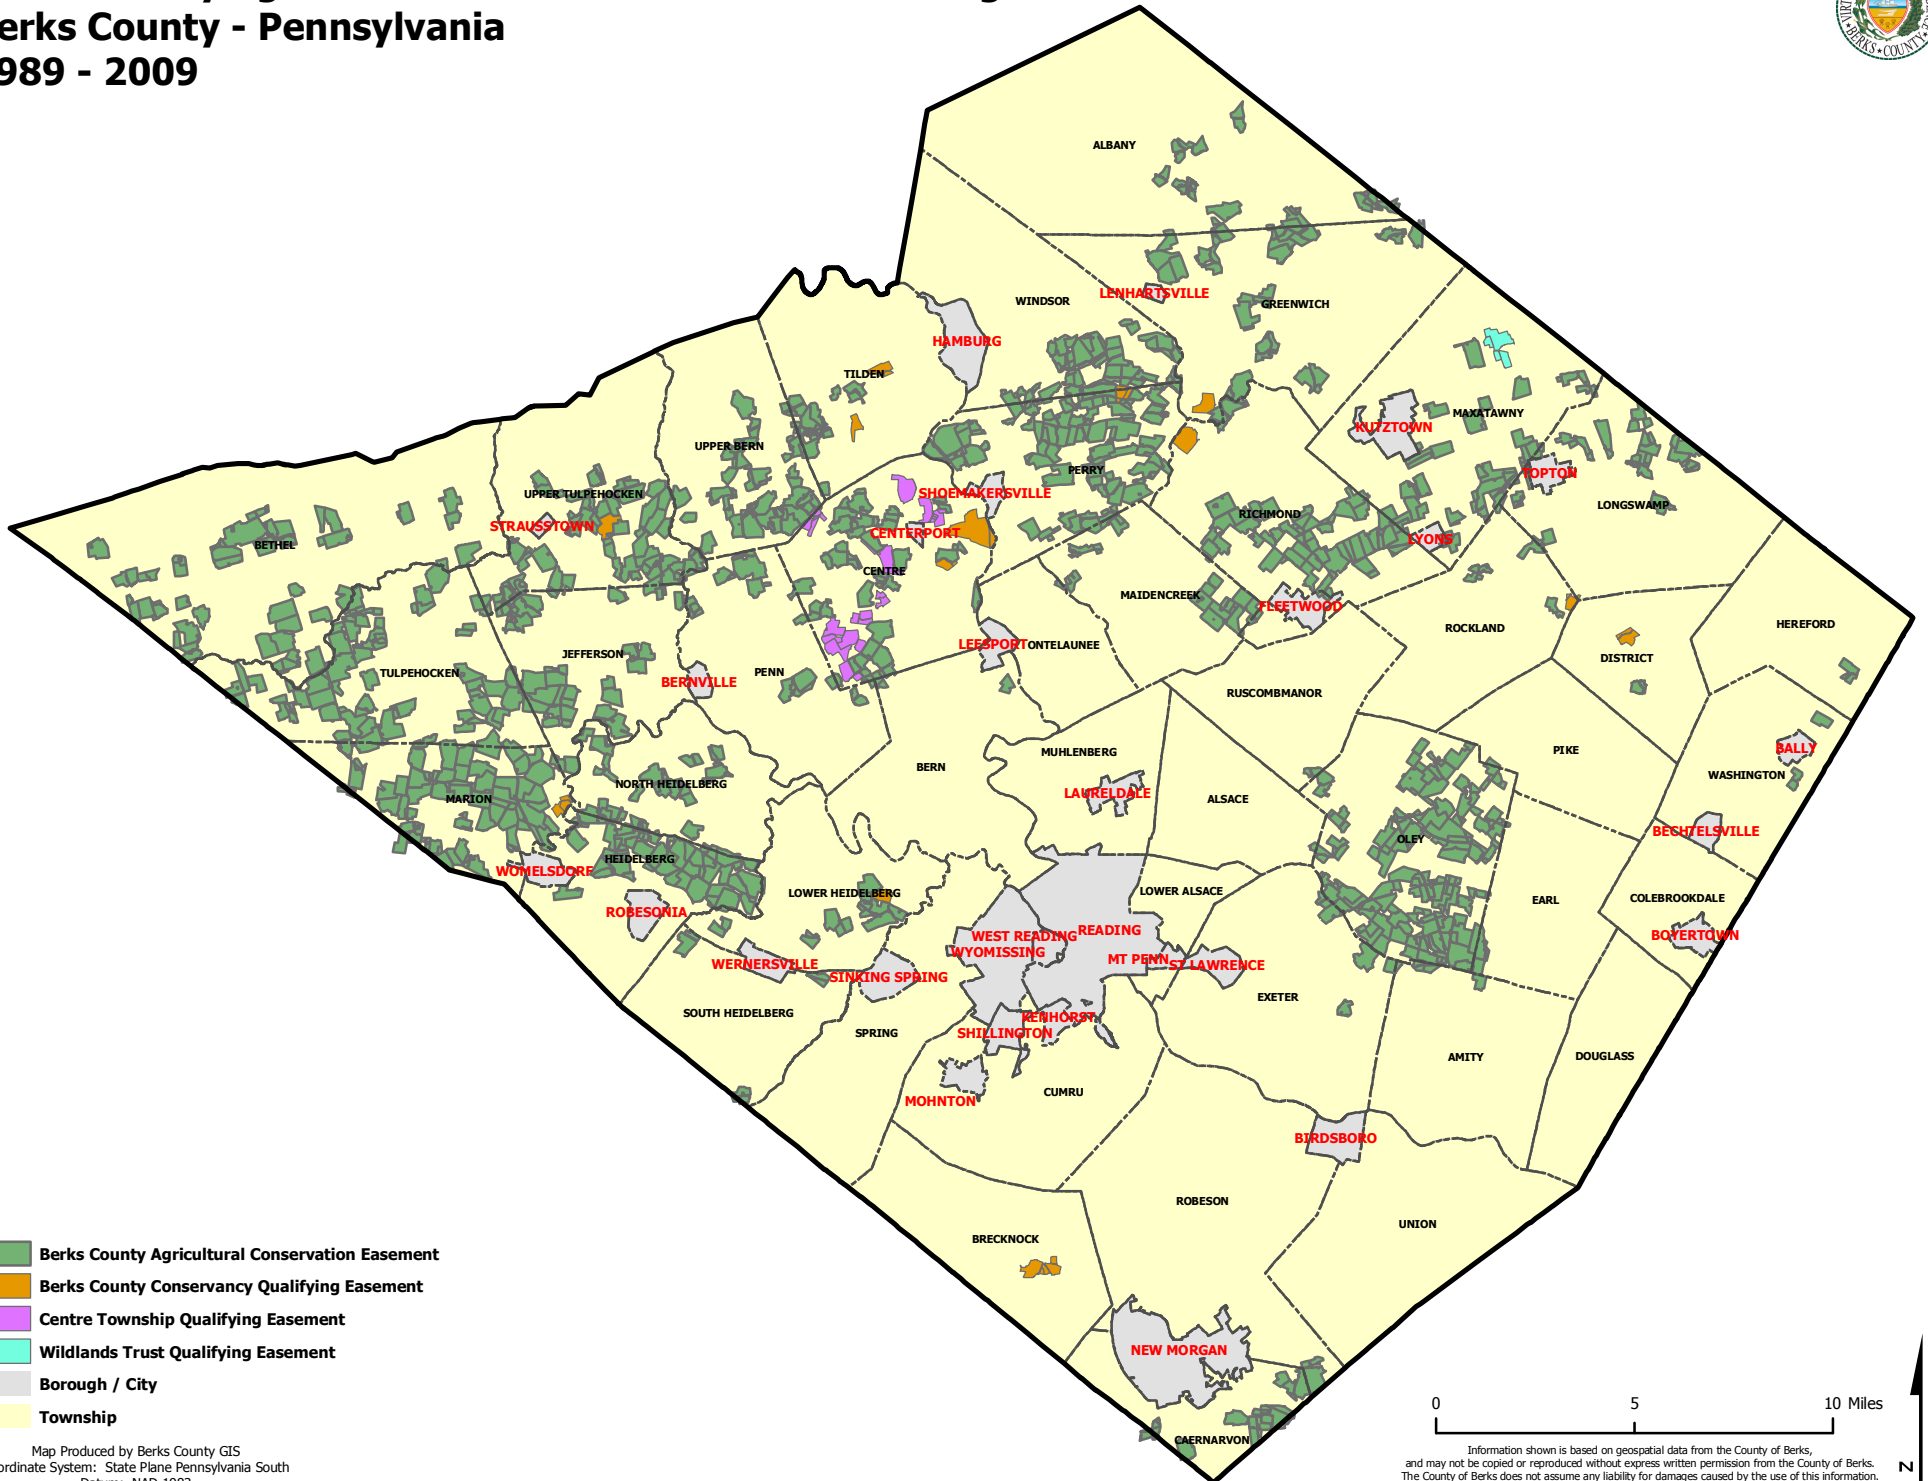 erks County - Pennsylvania
989 - 2009
BERKS COUNTY
ALBANY
WINDSOR
LENHARTSVILLE
GREENWICH
HAMBURG
TILDEN
MAXATAWNY
KUTZTOWN
UPPER BERN
PERRY
TOPTON
UPPER TULPEHOCKEN
SHOEMAKERSVILLE
LONGSWAMP
STRAUSSTOWN
RICHMOND
CENTERPORT
LYONS
BETHEL
CENTRE
MAIDENCREEK
FLEETWOOD
ROCKLAND
HEREFORD
LEESPORT
ONTELAUNEE
JEFFERSON
DISTRICT
TULPEHOCKEN
PENN
BERNVILLE
RUSCOMBMANOR
MUHLENBERG
PIKE
BALLY
BERN
WASHINGTON
NORTH HEIDELBERG
LAURELDALE
MARION
ALSACE
BECHTELSVILLE
OLEY
HEIDELBERG
WOMELSDORF
LOWER HEIDELBERG
LOWER ALSACE
EARL
COLEBROOKDALE
ROBESONIA
READING
WEST READING
BOYERTOWN
WYOMISSING
MT PENN
ST LAWRENCE
WERNERSVILLE
SINKING SPRING
EXETER
SOUTH HEIDELBERG
KENHORST
SPRING
SHILLINGTON
AMITY
DOUGLASS
CUMRU
MOHNTON
BIRDSBORO
ROBESON
UNION
BRECKNOCK
NEW MORGAN
CAERNARVON
Berks County Agricultural Conservation Easement
Berks County Conservancy Qualifying Easement
Centre Township Qualifying Easement
Wildlands Trust Qualifying Easement
Borough / City
Township
Map Produced by Berks County GIS
ordinate System: State Plane Pennsylvania South
0 5 10 Miles
Information shown is based on geospatial data from the County of Berks,
and may not be copied or reproduced without express written permission from the County of Berks.
The County of Berks does not assume any liability for damages caused by the use of this information.
N